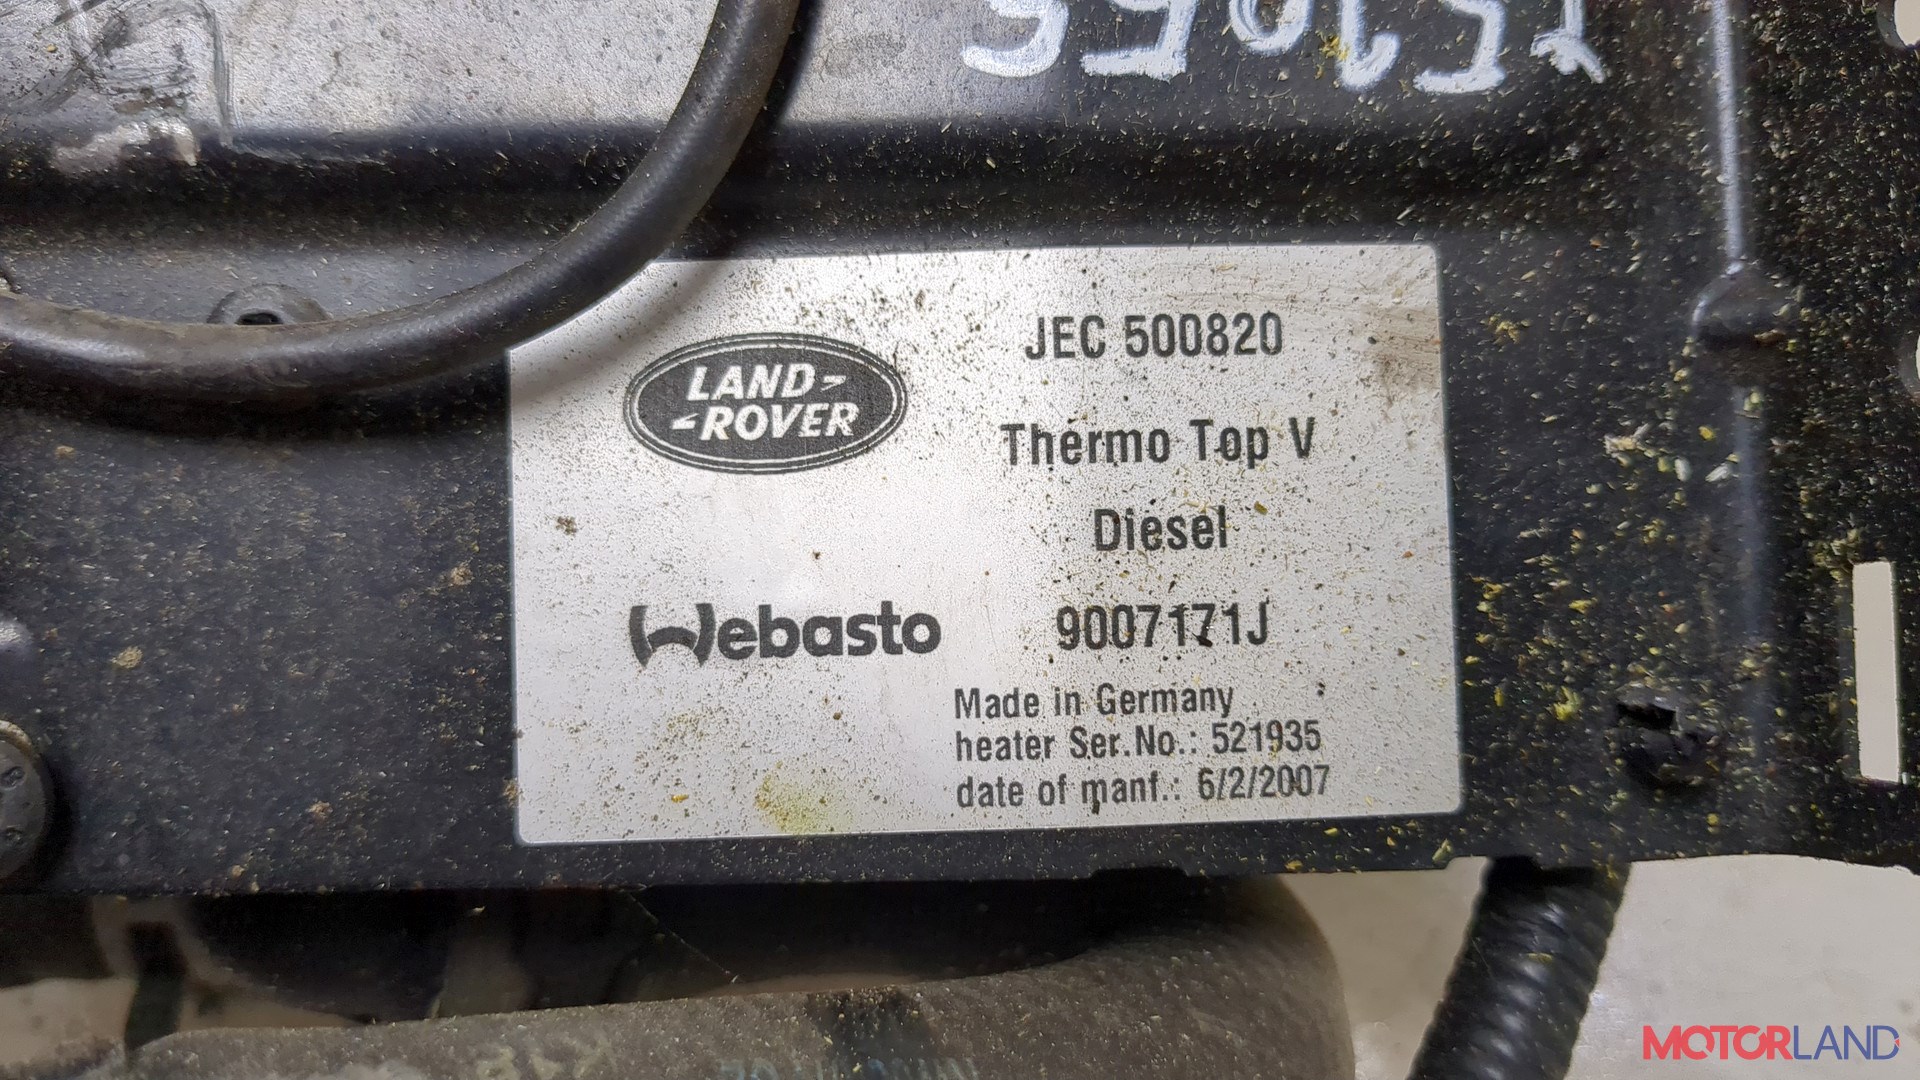 LAND-
-ROVER
JEC 500820
Thermo Top V
Diesel
Webasto
9007171J
Made in Germany
heater Ser.No.: 521935
date of manf.: 6/2/2007
MOTORLAND